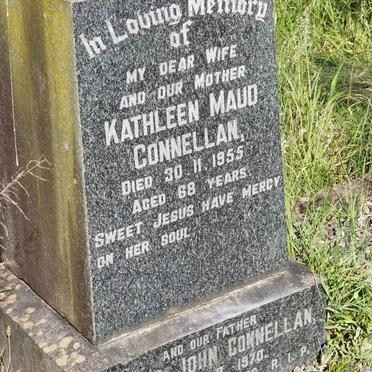 In Loving Memory
of
MY DEAR WIFE
AND OUR MOTHER
KATHLEEN MAUD
CONNELLAN,
DIED 30·11·1955
AGED 68 YEARS.
SWEET JESUS HAVE MERCY
ON HER SOUL.
AND OUR FATHER
JOHN CONNELLAN,
1970. R.I.P.